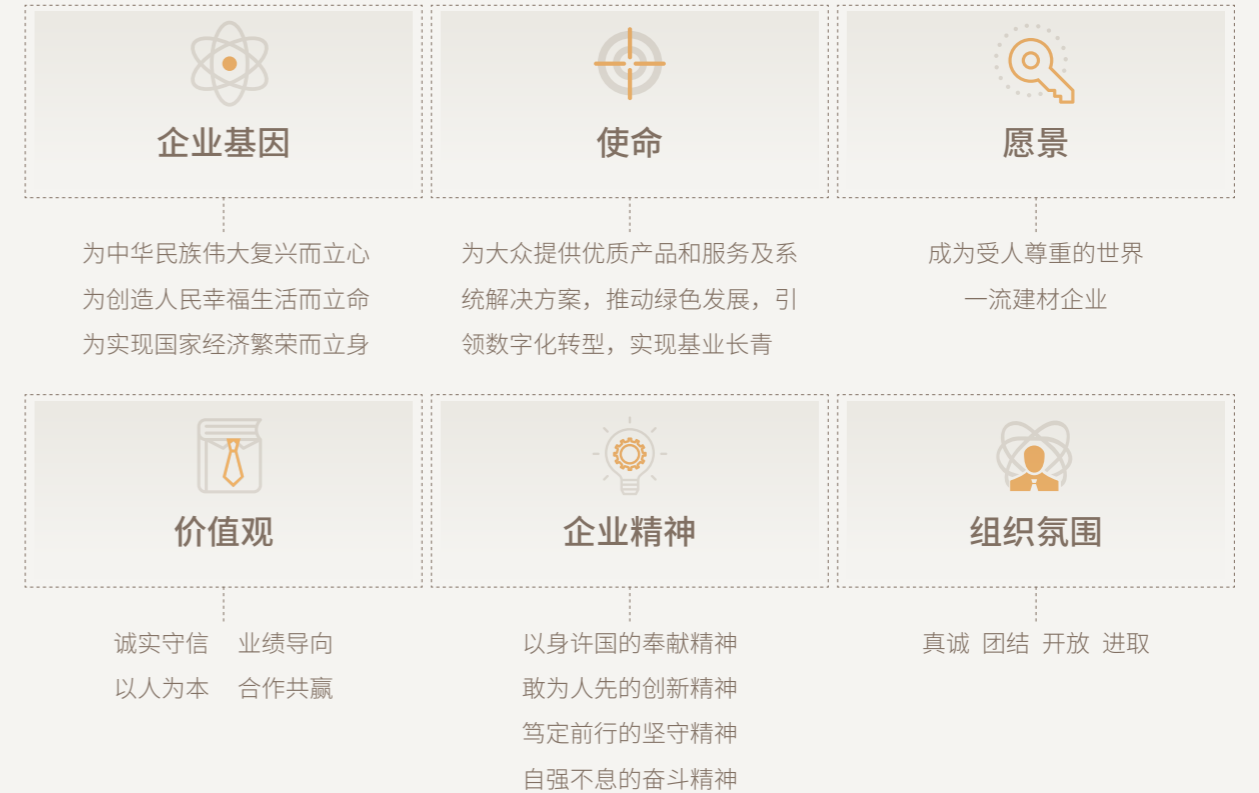 企业基因
为中华民族伟大复兴而立心
为创造人民幸福生活而立命
为实现国家经济繁荣而立身
使命
为大众提供优质产品和服务及系
统解决方案，推动绿色发展，引
领数字化转型，实现基业长青
愿景
成为受人尊重的世界
一流建材企业
价值观
诚实守信 业绩导向
以人为本 合作共赢
企业精神
以身许国的奉献精神
敢为人先的创新精神
笃定前行的坚守精神
自强不息的奋斗精神
组织氛围
真诚 团结 开放 进取